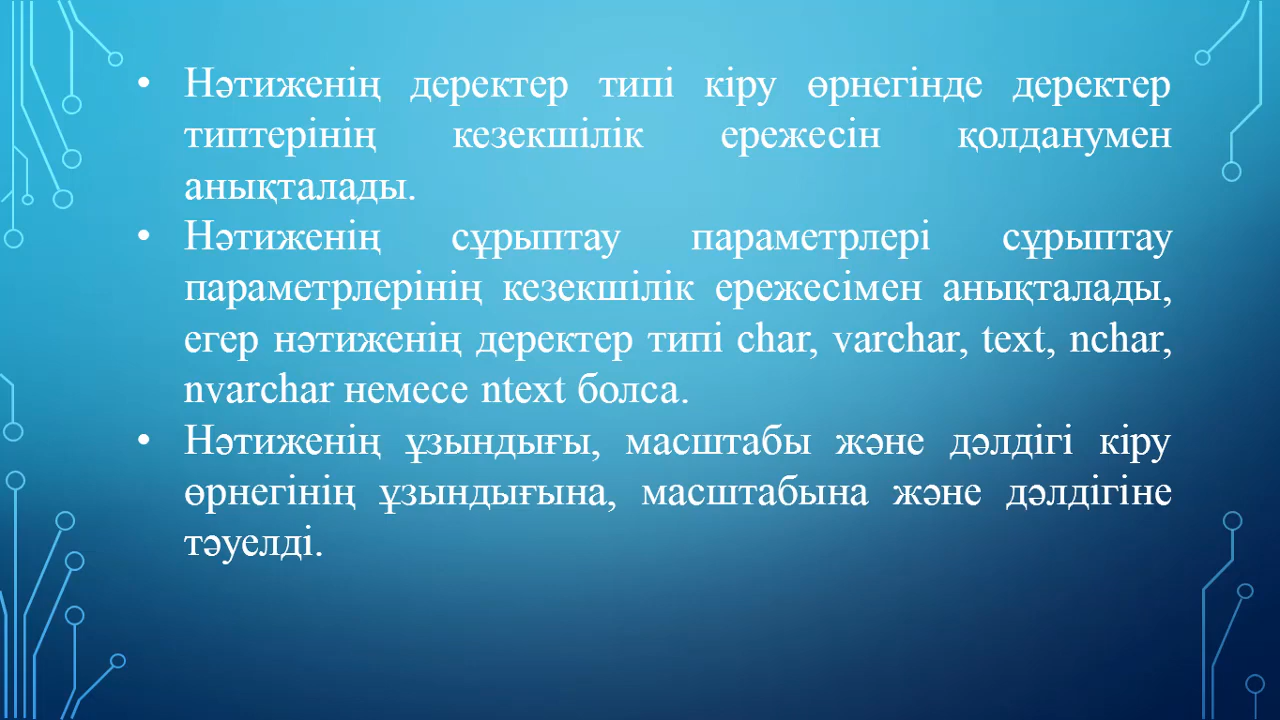 • Нәтиженің деректер типі кіру өрнегінде деректер
типтерінің кезекшілік ережесін қолданумен
анықталады.
• Нәтиженің сұрыптау параметрлері сұрыптау
параметрлерінің кезекшілік ережесімен анықталады,
егер нәтиженің деректер типі char, varchar, text, nchar,
nvarchar немесе ntext болса.
• Нәтиженің ұзындығы, масштабы және дәлдігі кіру
өрнегінің ұзындығына, масштабына және дәлдігіне
тәуелді.